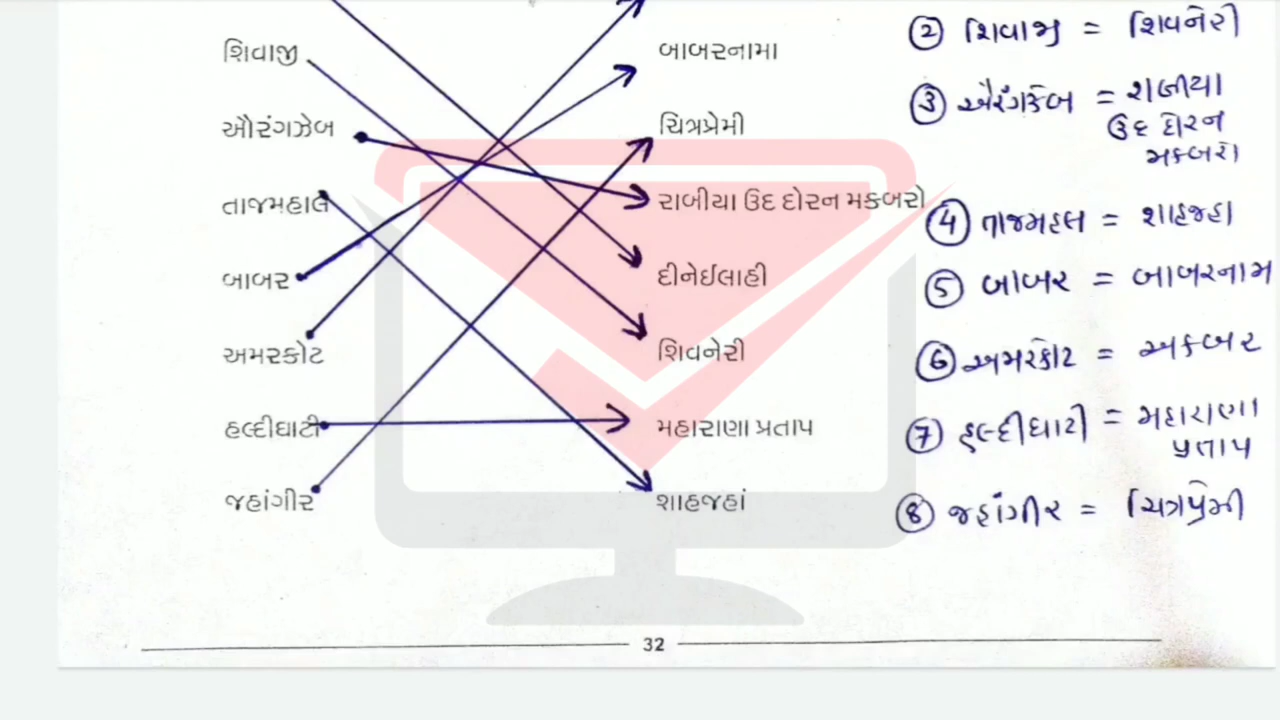 શિવાજી
ઔરંગઝેબ
તાજમહાલ
બાબર
અમરકોટ
હલ્દીઘાટી
જહાંગીર
બાબરનામા
ચિત્રપ્રેમી
રાબીયા ઉદ દોરન મકબરો
દીનેઈલાહી
શિવનેરી
મહારાણા પ્રતાપ
શાહજહાં
② શિવાજી = શિવનેરી
③ ઔરંગઝેબ = રાબીયા
ઉદ દોરન
મકબરો
④ તાજમહલ = શાહજહા
⑤ બાબર = બાબરનામ
⑥ અમરકોટ = અકબર
⑦ હલ્દીઘાટી = મહારાણા
પ્રતાપ
⑧ જહાંગીર = ચિત્રપ્રેમી
32